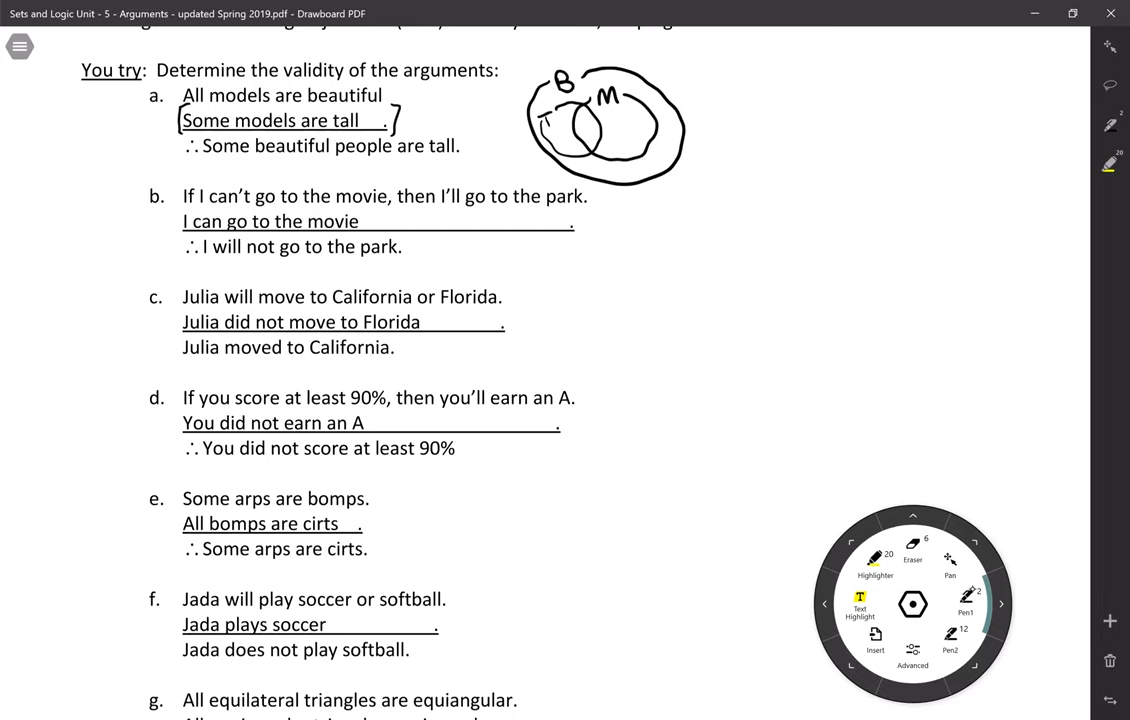 Sets and Logic Unit - 5 - Arguments - updated Spring 2019.pdf - Drawboard PDF
You try: Determine the validity of the arguments:
B
a. All models are beautiful
M
Some models are tall .
T
∴ Some beautiful people are tall.
b. If I can’t go to the movie, then I’ll go to the park.
I can go to the movie .
∴ I will not go to the park.
c. Julia will move to California or Florida.
Julia did not move to Florida .
Julia moved to California.
d. If you score at least 90%, then you’ll earn an A.
You did not earn an A .
∴ You did not score at least 90%
e. Some arps are bomps.
All bomps are cirts .
∴ Some arps are cirts.
f. Jada will play soccer or softball.
Jada plays soccer .
Jada does not play softball.
g. All equilateral triangles are equiangular.
2
20
6
Eraser
20
Highlighter
Pan
T
Text
Highlight
2
Pen1
Insert
12
Pen2
Advanced